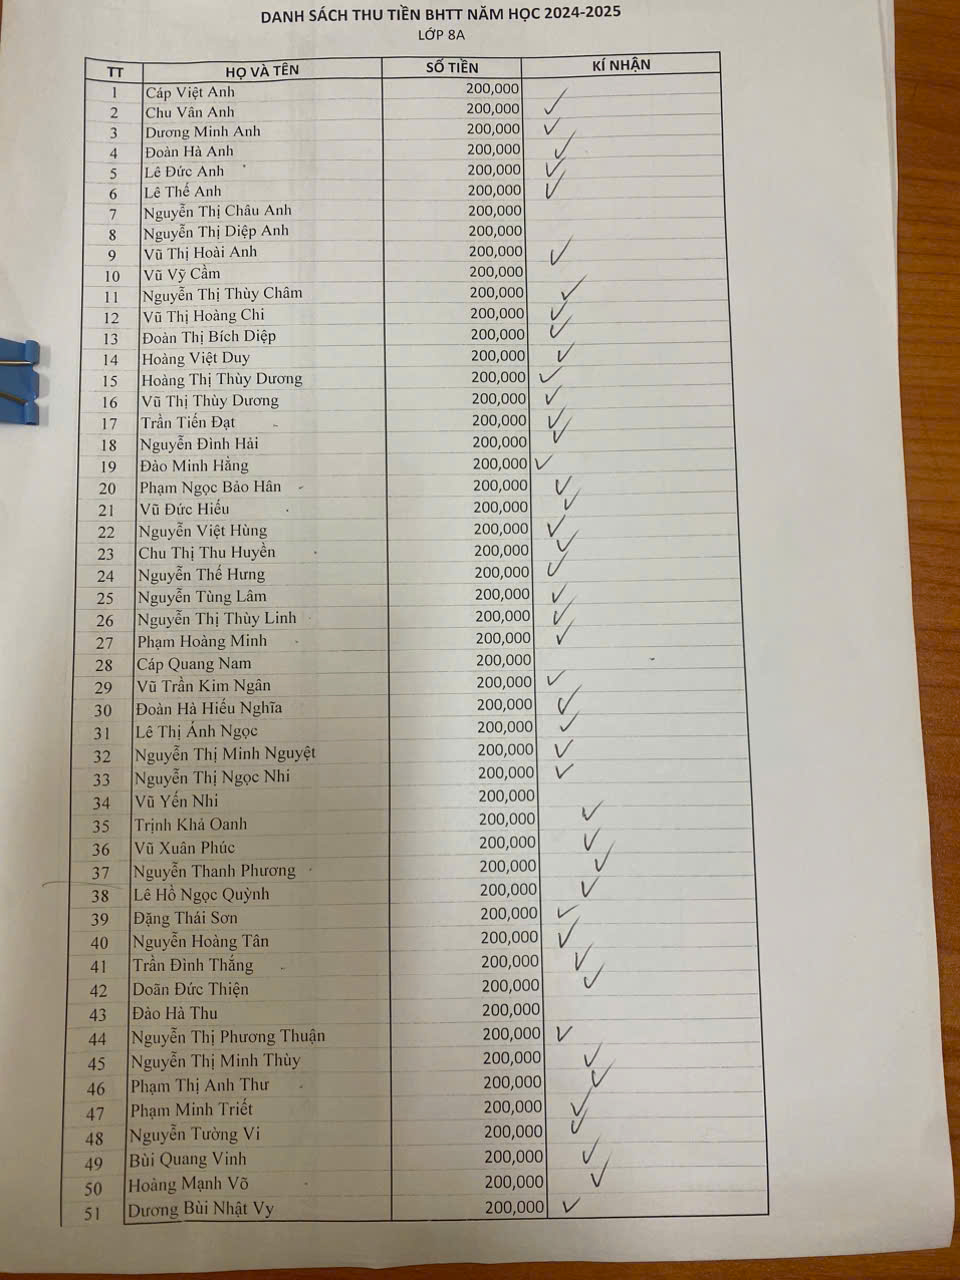 DANH SÁCH THU TIỀN BHTT NĂM HỌC 2024-2025
LỚP 8A
TT HỌ VÀ TÊN SỐ TIỀN KÍ NHẬN
1 Cáp Việt Anh 200,000
2 Chu Vân Anh 200,000 ✓
3 Dương Minh Anh 200,000 ✓
4 Đoàn Hà Anh 200,000 ✓
5 Lê Đức Anh 200,000 ✓
6 Lê Thế Anh 200,000 ✓
7 Nguyễn Thị Châu Anh 200,000
8 Nguyễn Thị Diệp Anh 200,000
9 Vũ Thị Hoài Anh 200,000 ✓
10 Vũ Vỹ Cầm 200,000
11 Nguyễn Thị Thùy Châm 200,000 ✓
12 Vũ Thị Hoàng Chi 200,000 ✓
13 Đoàn Thị Bích Diệp 200,000 ✓
14 Hoàng Việt Duy 200,000 ✓
15 Hoàng Thị Thùy Dương 200,000 ✓
16 Vũ Thị Thùy Dương 200,000 ✓
17 Trần Tiến Đạt 200,000 ✓
18 Nguyễn Đình Hải 200,000 ✓
19 Đào Minh Hằng 200,000 ✓
20 Phạm Ngọc Bảo Hân 200,000 ✓
21 Vũ Đức Hiếu 200,000 ✓
22 Nguyễn Việt Hùng 200,000 ✓
23 Chu Thị Thu Huyền 200,000 ✓
24 Nguyễn Thế Hưng 200,000 ✓
25 Nguyễn Tùng Lâm 200,000 ✓
26 Nguyễn Thị Thùy Linh 200,000 ✓
27 Phạm Hoàng Minh 200,000 ✓
28 Cáp Quang Nam 200,000
29 Vũ Trần Kim Ngân 200,000 ✓
30 Đoàn Hà Hiếu Nghĩa 200,000 ✓
31 Lê Thị Ánh Ngọc 200,000 ✓
32 Nguyễn Thị Minh Nguyệt 200,000 ✓
33 Nguyễn Thị Ngọc Nhi 200,000 ✓
34 Vũ Yến Nhi 200,000
35 Trịnh Khả Oanh 200,000 ✓
36 Vũ Xuân Phúc 200,000 ✓
37 Nguyễn Thanh Phương 200,000 ✓
38 Lê Hồ Ngọc Quỳnh 200,000 ✓
39 Đặng Thái Sơn 200,000 ✓
40 Nguyễn Hoàng Tân 200,000 ✓
41 Trần Đình Thắng 200,000 ✓
42 Doãn Đức Thiện 200,000 ✓
43 Đào Hà Thu 200,000
44 Nguyễn Thị Phương Thuận 200,000 ✓
45 Nguyễn Thị Minh Thùy 200,000 ✓
46 Phạm Thị Anh Thư 200,000 ✓
47 Phạm Minh Triết 200,000 ✓
48 Nguyễn Tường Vi 200,000 ✓
49 Bùi Quang Vinh 200,000 ✓
50 Hoàng Mạnh Võ 200,000 ✓
51 Dương Bùi Nhật Vy 200,000 ✓